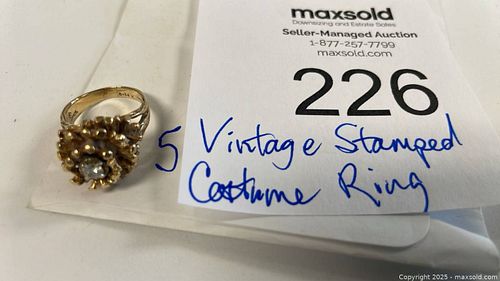 maxsold
Downsizing and Estate Sales
Seller-Managed Auction
1-877-257-7799
maxsold.com
226
5 Vintage Stamped
Costume Ring
Copyright 2025 - maxsold.com